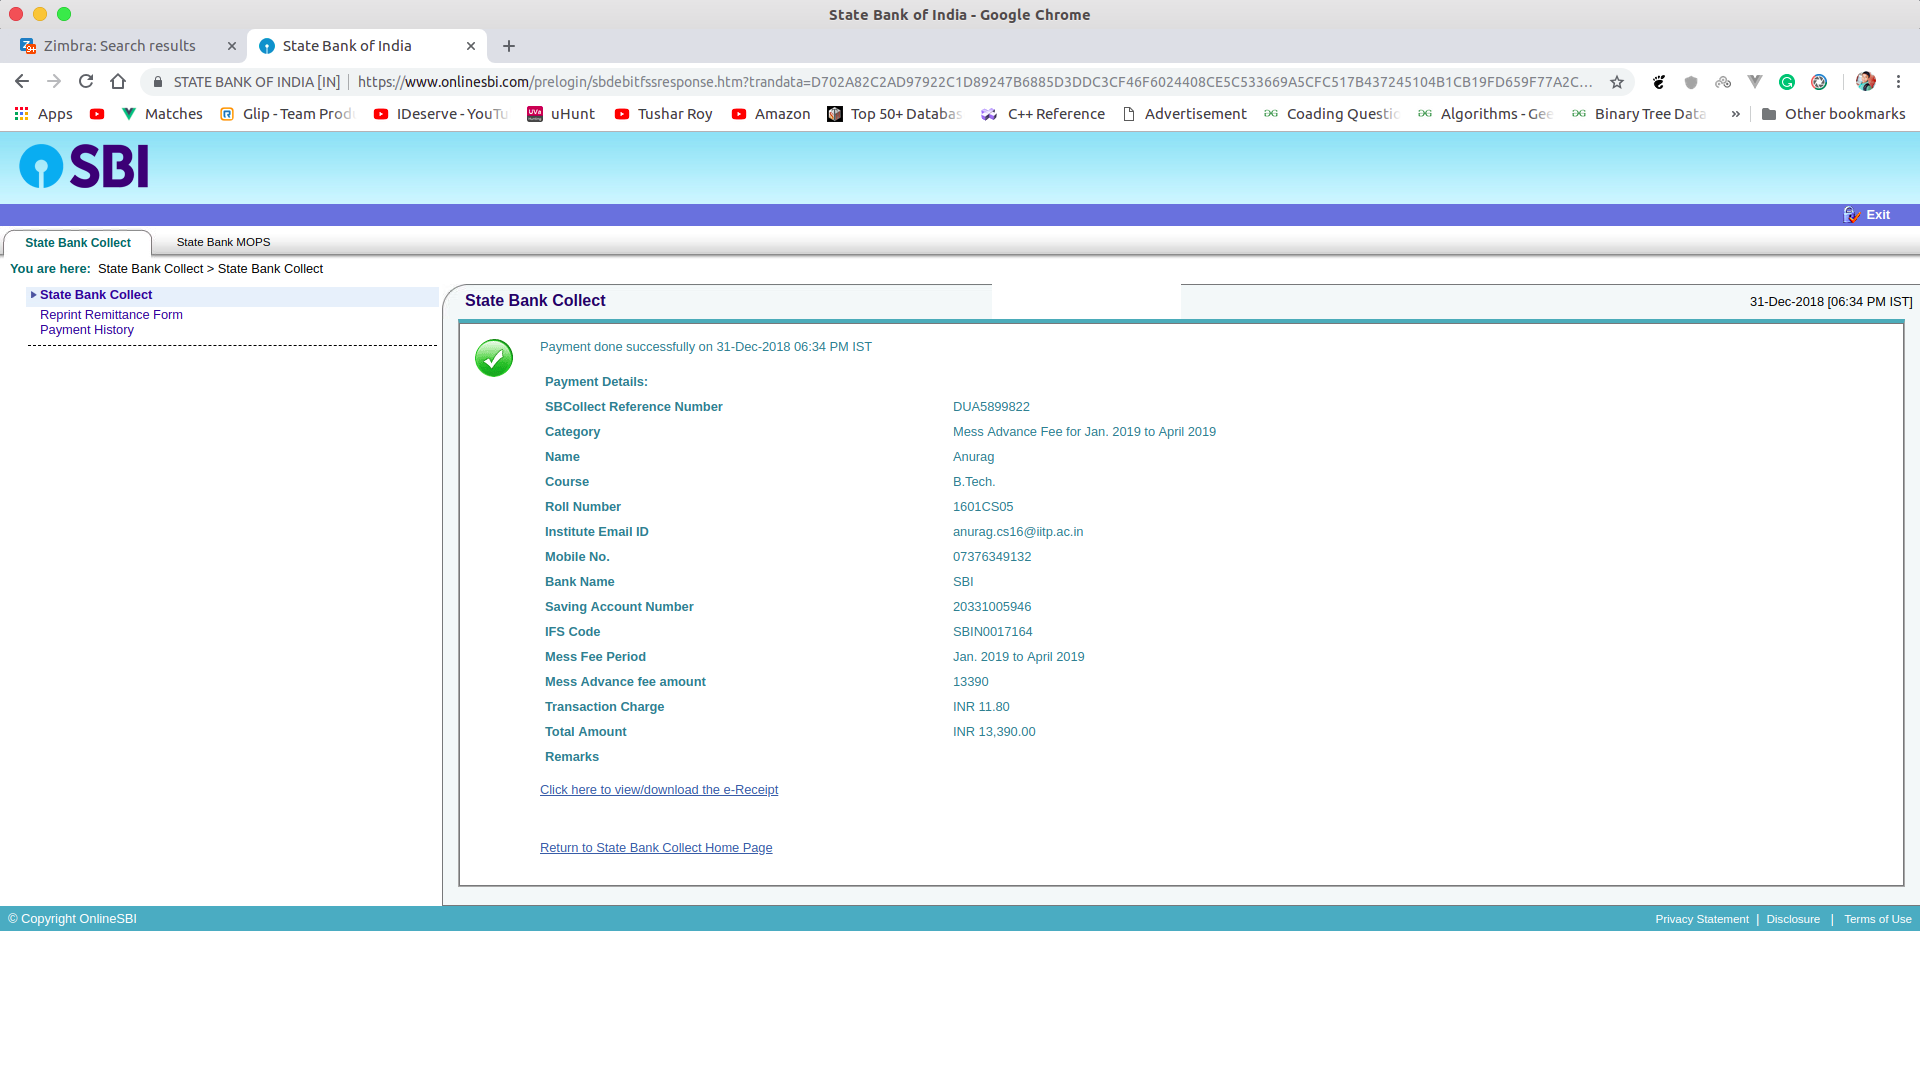 State Bank of India - Google Chrome
Zimbra: Search results
State Bank of India
STATE BANK OF INDIA [IN] https://www.onlinesbi.com/prelogin/sbdebitfssresponse.htm?trandata=D702A82C2AD97922C1D89247B6885D3DDC3CF46F6024408CE5C533669A5CFC517B437245104B1CB19FD659F77A2C...
Apps Matches Glip - Team Prod IDeserve - YouTu uHunt Tushar Roy Amazon Top 50+ Databas C++ Reference Advertisement Coading Questic Algorithms - Gee Binary Tree Data » Other bookmarks
SBI
Exit
State Bank Collect State Bank MOPS
You are here: State Bank Collect > State Bank Collect
State Bank Collect
Reprint Remittance Form
Payment History
State Bank Collect
31-Dec-2018 [06:34 PM IST]
Payment done successfully on 31-Dec-2018 06:34 PM IST
Payment Details:
SBCollect Reference Number DUA5899822
Category Mess Advance Fee for Jan. 2019 to April 2019
Name Anurag
Course B.Tech.
Roll Number 1601CS05
Institute Email ID anurag.cs16@iitp.ac.in
Mobile No. 07376349132
Bank Name SBI
Saving Account Number 20331005946
IFS Code SBIN0017164
Mess Fee Period Jan. 2019 to April 2019
Mess Advance fee amount 13390
Transaction Charge INR 11.80
Total Amount INR 13,390.00
Remarks
Click here to view/download the e-Receipt
Return to State Bank Collect Home Page
© Copyright OnlineSBI
Privacy Statement | Disclosure | Terms of Use